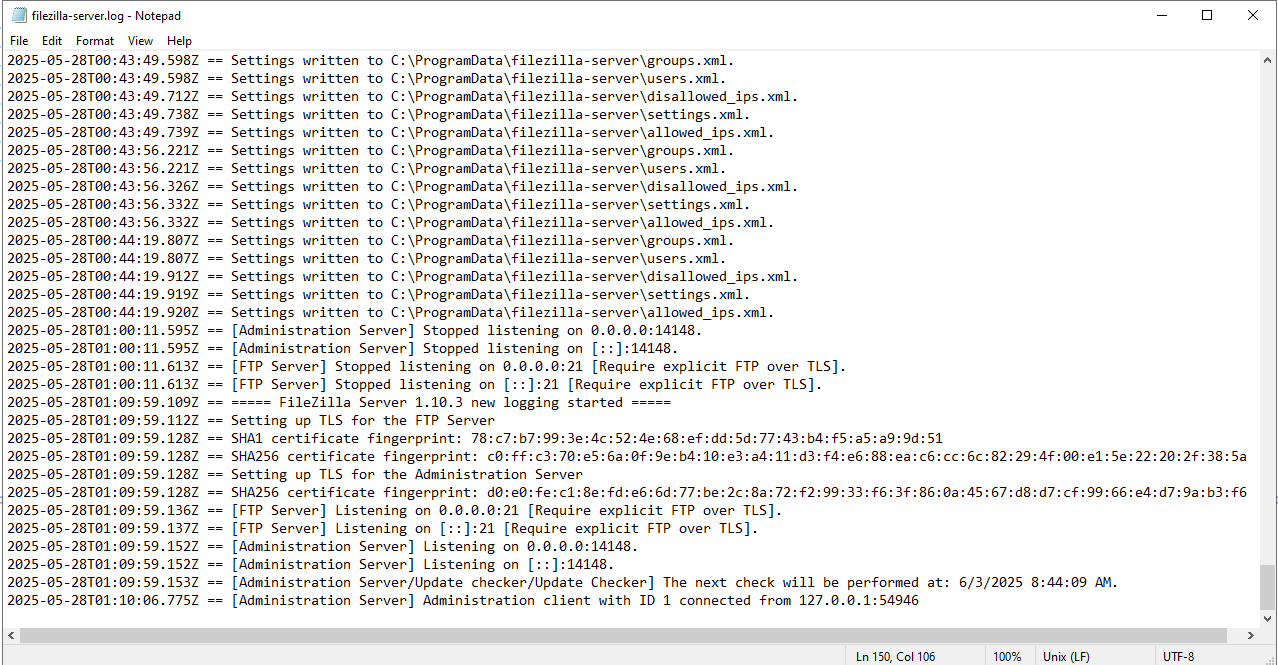 filezilla-server.log - Notepad
File Edit Format View Help
2025-05-28T00:43:49.598Z == Settings written to C:\ProgramData\filezilla-server\groups.xml.
2025-05-28T00:43:49.598Z == Settings written to C:\ProgramData\filezilla-server\users.xml.
2025-05-28T00:43:49.712Z == Settings written to C:\ProgramData\filezilla-server\disallowed_ips.xml.
2025-05-28T00:43:49.738Z == Settings written to C:\ProgramData\filezilla-server\settings.xml.
2025-05-28T00:43:49.739Z == Settings written to C:\ProgramData\filezilla-server\allowed_ips.xml.
2025-05-28T00:43:56.221Z == Settings written to C:\ProgramData\filezilla-server\groups.xml.
2025-05-28T00:43:56.221Z == Settings written to C:\ProgramData\filezilla-server\users.xml.
2025-05-28T00:43:56.326Z == Settings written to C:\ProgramData\filezilla-server\disallowed_ips.xml.
2025-05-28T00:43:56.332Z == Settings written to C:\ProgramData\filezilla-server\settings.xml.
2025-05-28T00:43:56.332Z == Settings written to C:\ProgramData\filezilla-server\allowed_ips.xml.
2025-05-28T00:44:19.807Z == Settings written to C:\ProgramData\filezilla-server\groups.xml.
2025-05-28T00:44:19.807Z == Settings written to C:\ProgramData\filezilla-server\users.xml.
2025-05-28T00:44:19.912Z == Settings written to C:\ProgramData\filezilla-server\disallowed_ips.xml.
2025-05-28T00:44:19.919Z == Settings written to C:\ProgramData\filezilla-server\settings.xml.
2025-05-28T00:44:19.920Z == Settings written to C:\ProgramData\filezilla-server\allowed_ips.xml.
2025-05-28T01:00:11.595Z == [Administration Server] Stopped listening on 0.0.0.0:14148.
2025-05-28T01:00:11.595Z == [Administration Server] Stopped listening on [::]:14148.
2025-05-28T01:00:11.613Z == [FTP Server] Stopped listening on 0.0.0.0:21 [Require explicit FTP over TLS].
2025-05-28T01:00:11.613Z == [FTP Server] Stopped listening on [::]:21 [Require explicit FTP over TLS].
2025-05-28T01:09:59.109Z == ===== FileZilla Server 1.10.3 new logging started =====
2025-05-28T01:09:59.112Z == Setting up TLS for the FTP Server
2025-05-28T01:09:59.128Z == SHA1 certificate fingerprint: 78:c7:b7:99:3e:4c:52:4e:68:ef:dd:5d:77:43:b4:f5:a5:a9:9d:51
2025-05-28T01:09:59.128Z == SHA256 certificate fingerprint: c0:ff:c3:70:e5:6a:0f:9e:b4:10:e3:a4:11:d3:f4:e6:88:ea:c6:cc:6c:82:29:4f:00:e1:5e:22:20:2f:38:5a
2025-05-28T01:09:59.128Z == Setting up TLS for the Administration Server
2025-05-28T01:09:59.128Z == SHA256 certificate fingerprint: d0:e0:fe:c1:8e:fd:e6:6d:77:be:2c:8a:72:f2:99:33:f6:3f:86:0a:45:67:d8:d7:cf:99:66:e4:d7:9a:b3:f6
2025-05-28T01:09:59.136Z == [FTP Server] Listening on 0.0.0.0:21 [Require explicit FTP over TLS].
2025-05-28T01:09:59.137Z == [FTP Server] Listening on [::]:21 [Require explicit FTP over TLS].
2025-05-28T01:09:59.152Z == [Administration Server] Listening on 0.0.0.0:14148.
2025-05-28T01:09:59.152Z == [Administration Server] Listening on [::]:14148.
2025-05-28T01:09:59.153Z == [Administration Server/Update checker/Update Checker] The next check will be performed at: 6/3/2025 8:44:09 AM.
2025-05-28T01:10:06.775Z == [Administration Server] Administration client with ID 1 connected from 127.0.0.1:54946
Ln 150, Col 106 100% Unix (LF) UTF-8